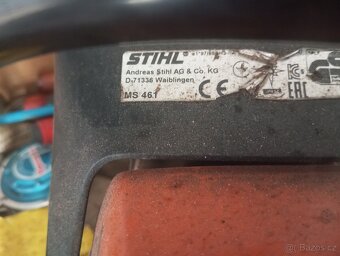 STIHL
Andreas Stihl AG & Co. KG
D-71336 Waiblingen
MS 461
CE
EAC
bazos.cz